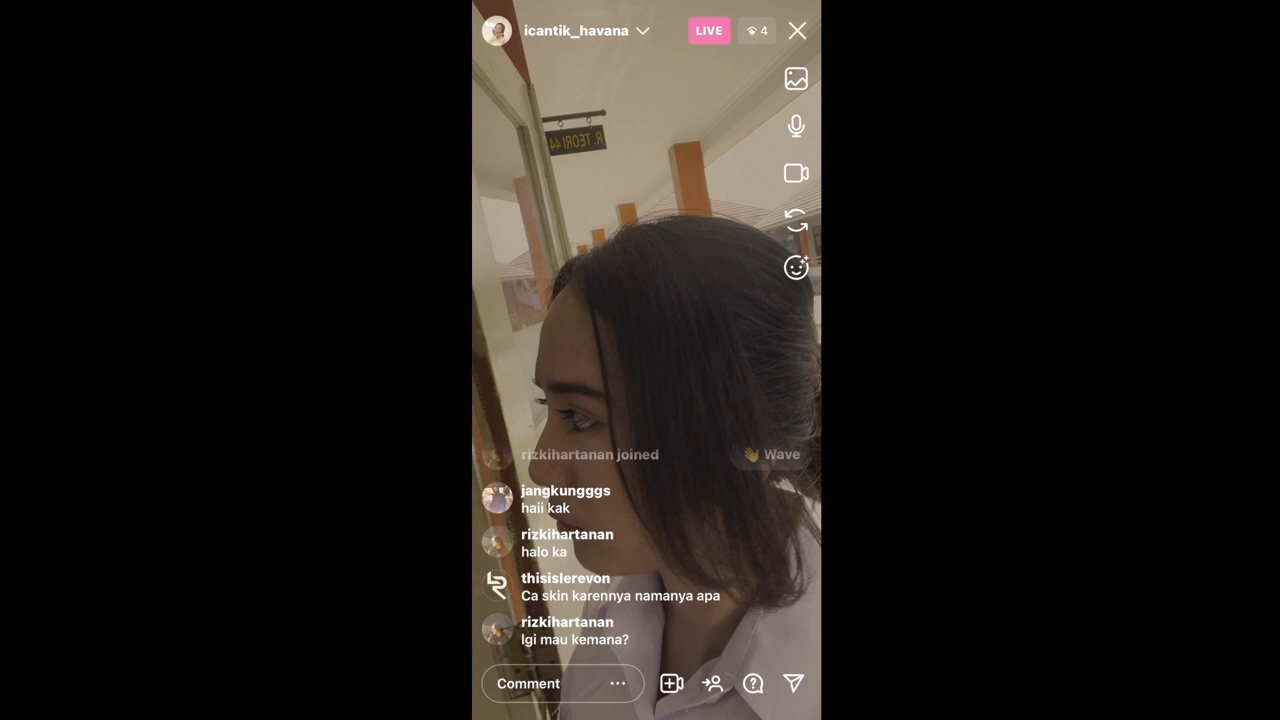 icantik_havana
LIVE
4
R. TEORI 44
rizkihartanan joined
👋 Wave
jangkungggs
haii kak
rizkihartanan
halo ka
thisislerevon
Ca skin karennya namanya apa
rizkihartanan
lgi mau kemana?
Comment